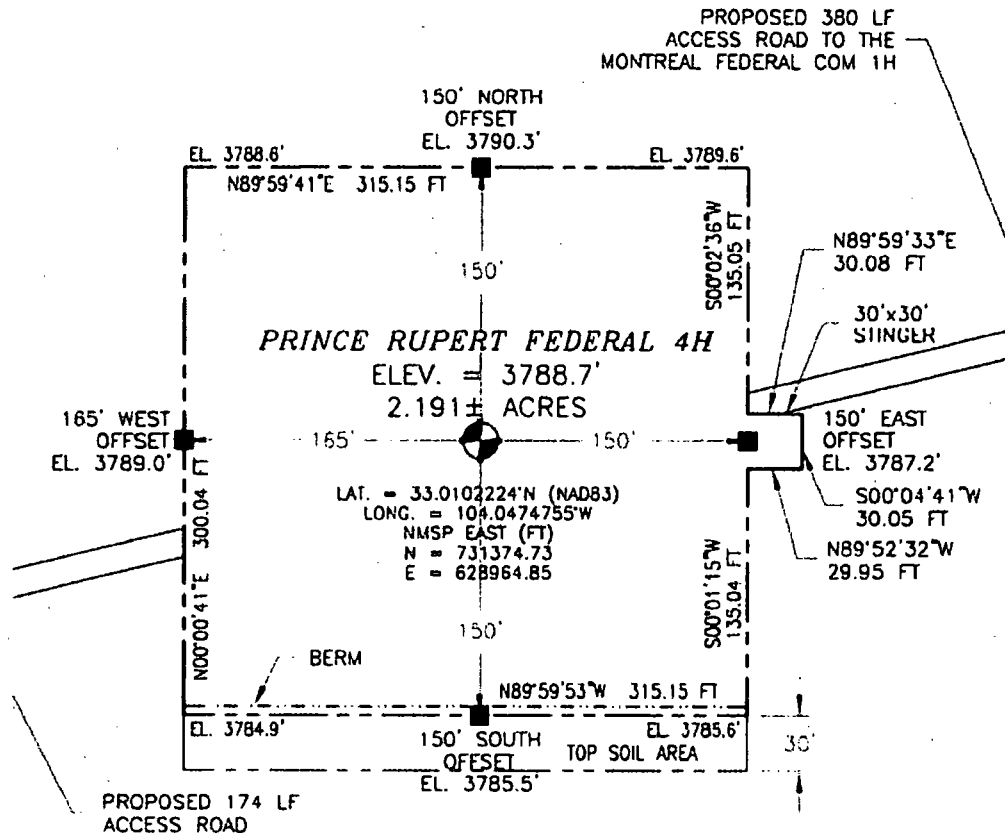 PROPOSED 380 LF
ACCESS ROAD TO THE
MONTREAL FEDERAL COM 1H
150' NORTH
OFFSET
EL. 3790.3'
EL. 3788.6'
EL. 3789.6'
N89°59'41"E 315.15 FT
S00°02'36"W
135.05 FT
N89°59'33"E
30.08 FT
150'
30'x30'
STINGER
PRINCE RUPERT FEDERAL 4H
ELEV. = 3788.7'
2.191± ACRES
165' WEST
OFFSET
EL. 3789.0'
165'
150'
150' EAST
OFFSET
EL. 3787.2'
LAT. = 33.0102224°N (NAD83)
LONG. = 104.0474755°W
NMSP EAST (FT)
N = 731374.73
E = 628964.85
S00°04'41"W
30.05 FT
N89°52'32"W
29.95 FT
N00°00'41"E 300.04 FT
S00°01'15"W
135.04 FT
150'
BERM
N89°59'53"W 315.15 FT
EL. 3784.9'
EL 3785.6'
150' SOUTH
OFFSET
EL. 3785.5'
TOP SOIL AREA
30'
PROPOSED 174 LF
ACCESS ROAD